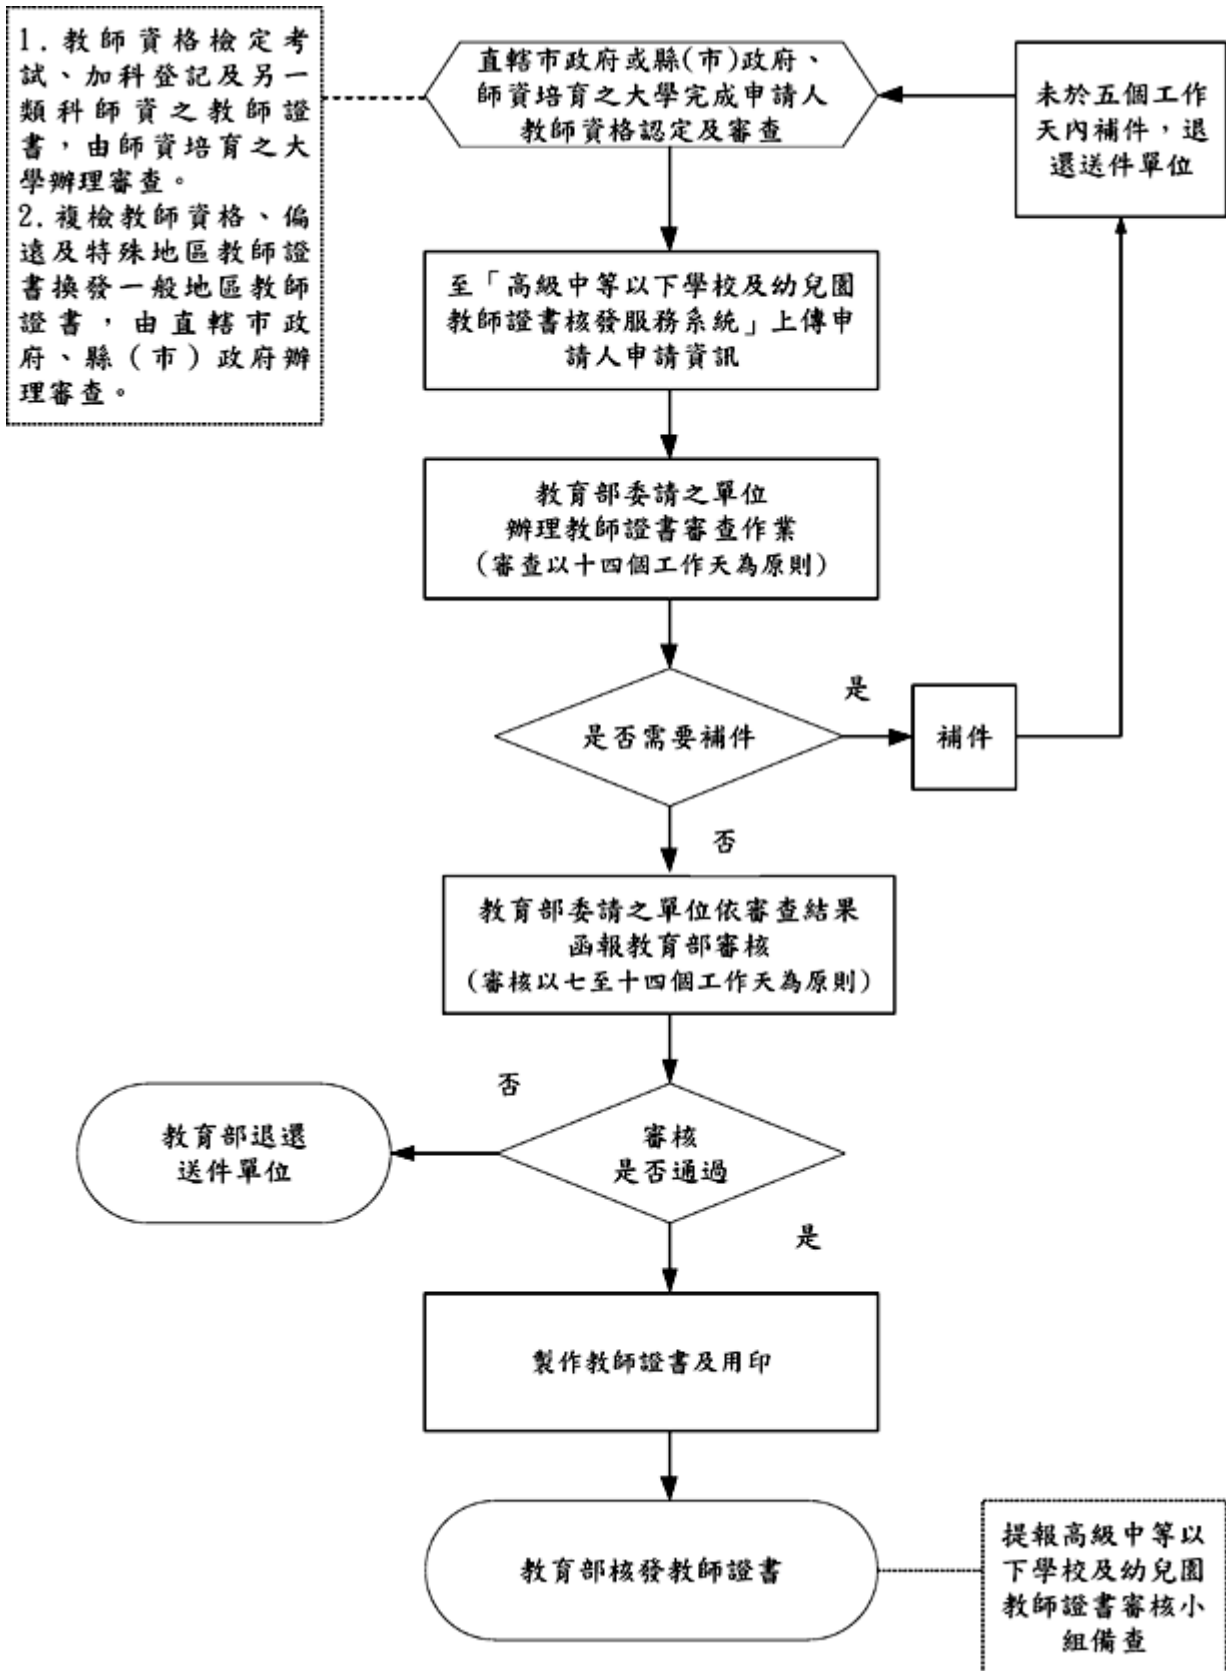 1.教師資格檢定考
試、加科登記及另一
類科師資之教師證
書,由師資培育之大
學辦理審查。
2.複檢教師資格、偏
遠及特殊地區教師證
書換發一般地區教師
證書,由直轄市政
府、縣(市)政府辦
理審查。
直轄市政府或縣(市)政府、
師資培育之大學完成申請人
教師資格認定及審查
未於五個工作
天內補件,退
還送件單位
至「高級中等以下學校及幼兒園
教師證書核發服務系統」上傳申
請人申請資訊
教育部委請之單位
辦理教師證書審查作業
(審查以十四個工作天為原則)
是否需要補件
是
補件
否
教育部委請之單位依審查結果
函報教育部審核
(審核以七至十四個工作天為原則)
否
教育部退還
送件單位
審核
是否通過
是
製作教師證書及用印
教育部核發教師證書
提報高級中等以
下學校及幼兒園
教師證書審核小
組備查